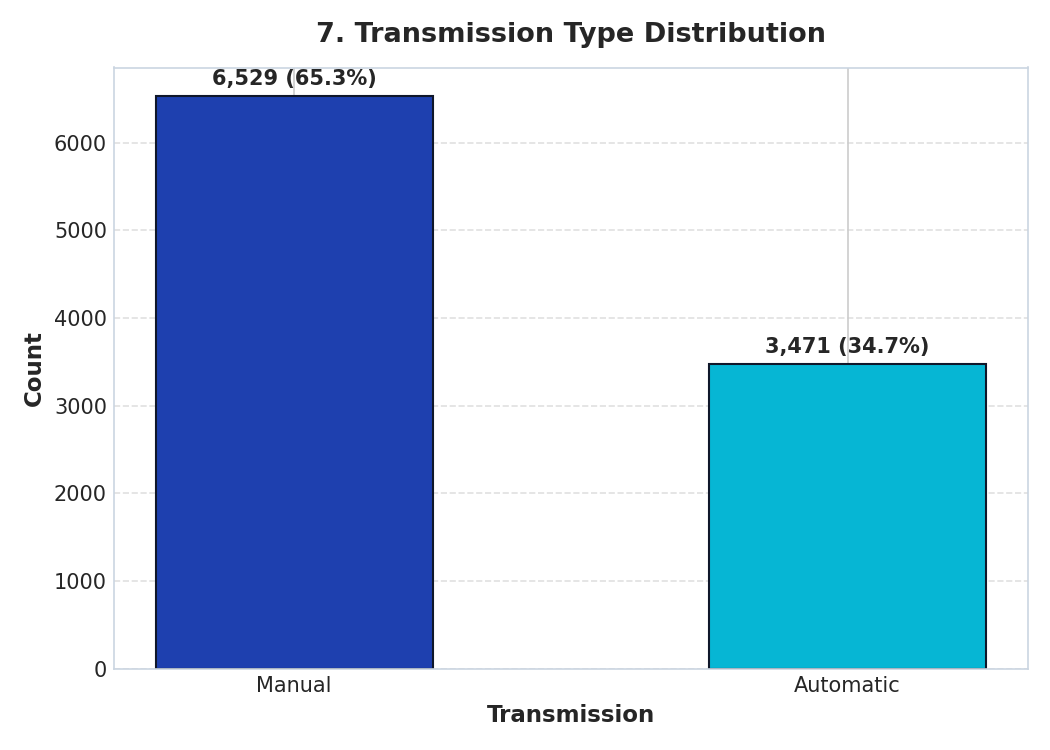 7. Transmission Type Distribution
6,529 (65.3%)
6000
5000
4000
3,471 (34.7%)
Count
3000
2000
1000
0
Manual
Automatic
Transmission